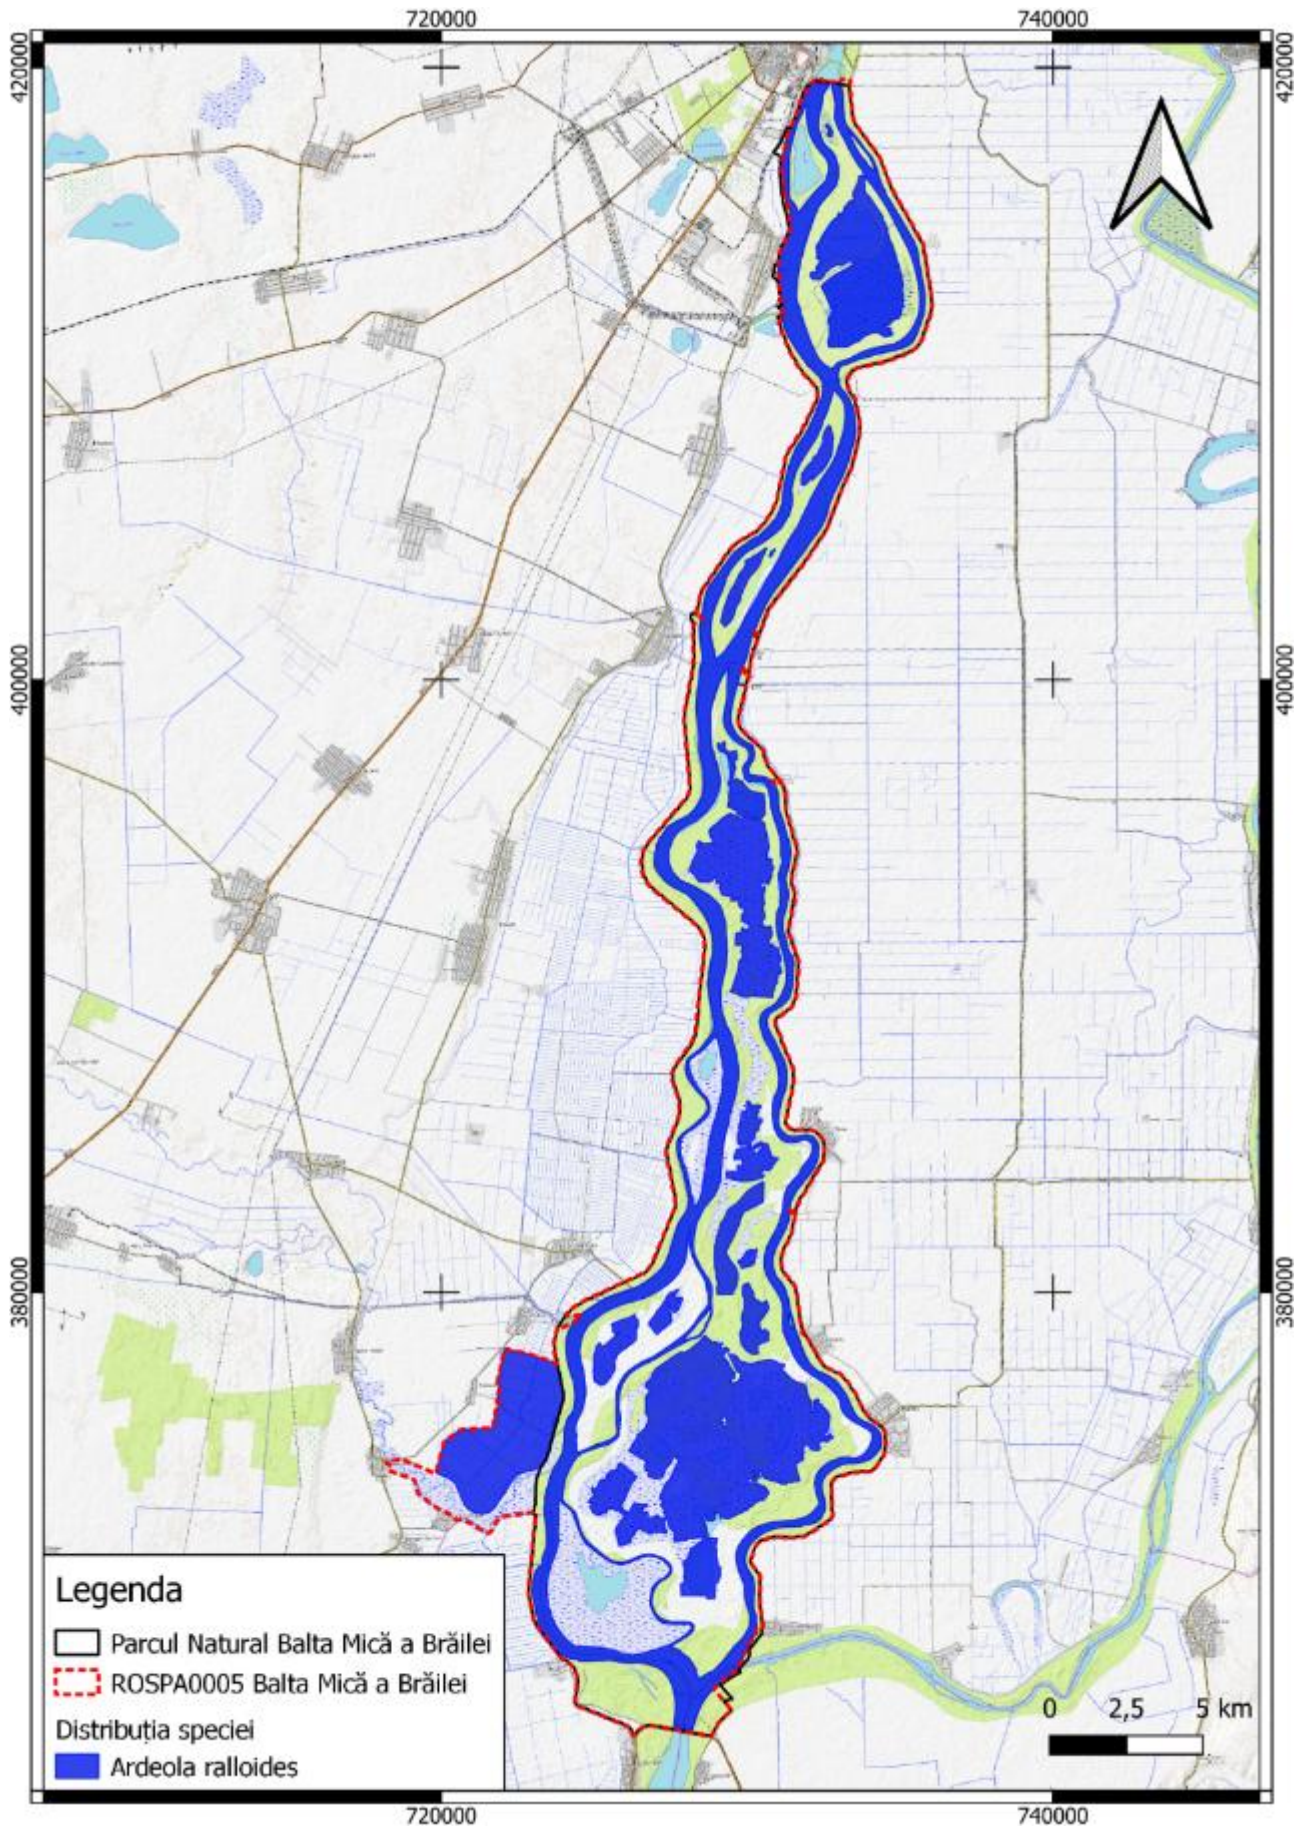 720000 740000
420000 420000
400000 400000
380000 380000
Legenda
Parcul Natural Balta Mică a Brăilei
ROSPA0005 Balta Mică a Brăilei
Distribuția speciei
Ardeola ralloides
0 2,5 5 km
720000 740000